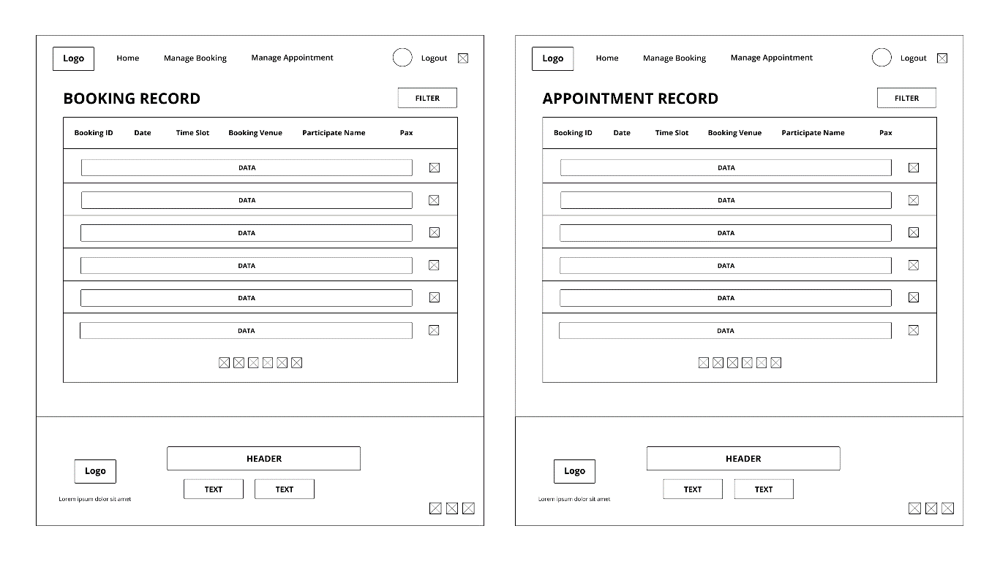 Logo Home Manage Booking Manage Appointment Logout
BOOKING RECORD FILTER
Booking ID Date Time Slot Booking Venue Participate Name Pax
DATA
DATA
DATA
DATA
DATA
DATA
HEADER
Logo
TEXT TEXT
Lorem ipsum dolor sit amet
Logo Home Manage Booking Manage Appointment Logout
APPOINTMENT RECORD FILTER
Booking ID Date Time Slot Booking Venue Participate Name Pax
DATA
DATA
DATA
DATA
DATA
DATA
HEADER
Logo
TEXT TEXT
Lorem ipsum dolor sit amet